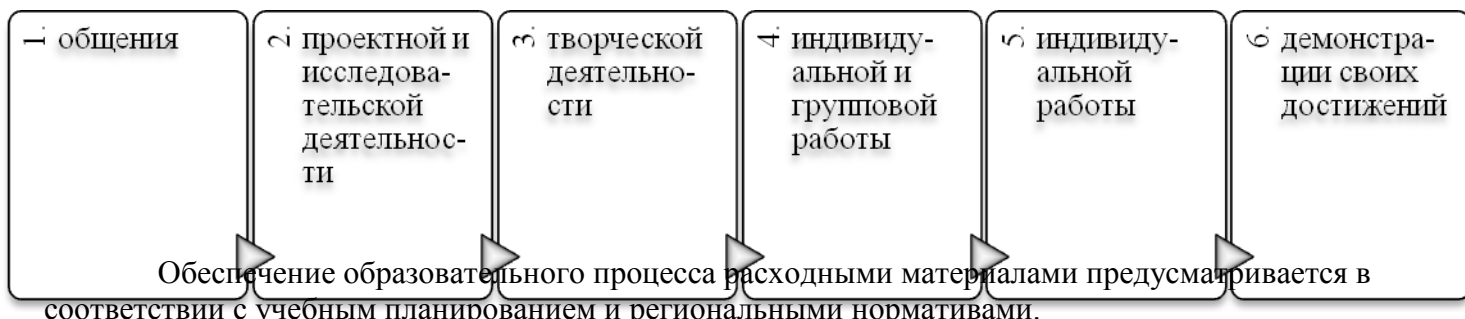 1. общения
2. проектной и
исследова-
тельской
деятельнос-
ти
3. творческой
деятельно-
сти
4. индивиду-
альной и
групповой
работы
5. индивиду-
альной
работы
6. демонстра-
ции своих
достижений
Обеспечение образовательного процесса расходными материалами предусматривается в
соответствии с учебным планированием и региональными нормативами.